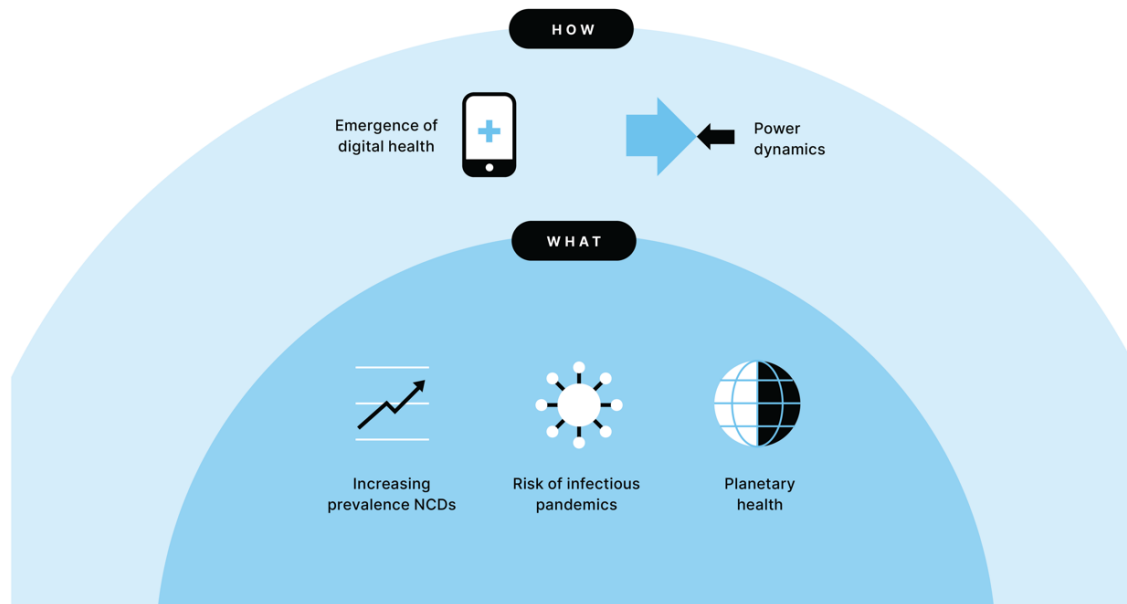 HOW
Emergence of
digital health
Power
dynamics
WHAT
Increasing
prevalence NCDs
Risk of infectious
pandemics
Planetary
health